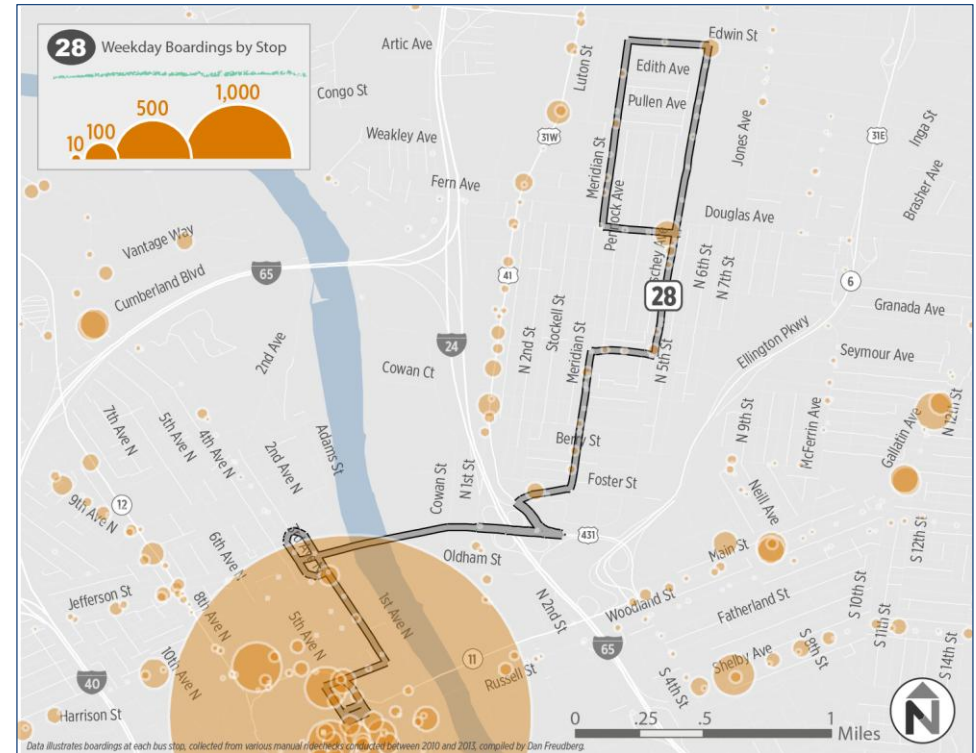 28 Weekday Boardings by Stop
10
100
500
1,000
Artic Ave
Congo St
Weakley Ave
Fern Ave
Luton St
31W
Edwin St
Edith Ave
Pullen Ave
Jones Ave
31E
Inga St
Brasher Ave
Meridian St
Douglas Ave
Vantage Way
Cumberland Blvd
65
41
28
N 6th St
N 7th St
6
Granada Ave
Seymour Ave
Ellington Pkwy
2nd Ave
24
Cowan Ct
N 2nd St
Stockell St
Meridian St
N 5th St
N 9th St
McFerrin Ave
Gallatin Ave
N 12th St
7th Ave N
5th Ave N
4th Ave N
2nd Ave N
Adams St
Cowan St
N 1st St
Berry St
Foster St
Neill Ave
12
9th Ave N
431
Main St
S 12th St
6th Ave N
Oldham St
Jefferson St
8th Ave N
5th Ave N
1st Ave N
N 2nd St
Woodland St
Fatherland St
S 10th St
S 11th St
10th Ave N
11
Russell St
65
Shelby Ave
S 8th St
S 4th St
S 14th St
40
Harrison St
0 .25 .5 1
Miles
N
Data illustrates boardings at each bus stop, collected from various manual ridechecks conducted between 2010 and 2013, compiled by Dan Freudberg.